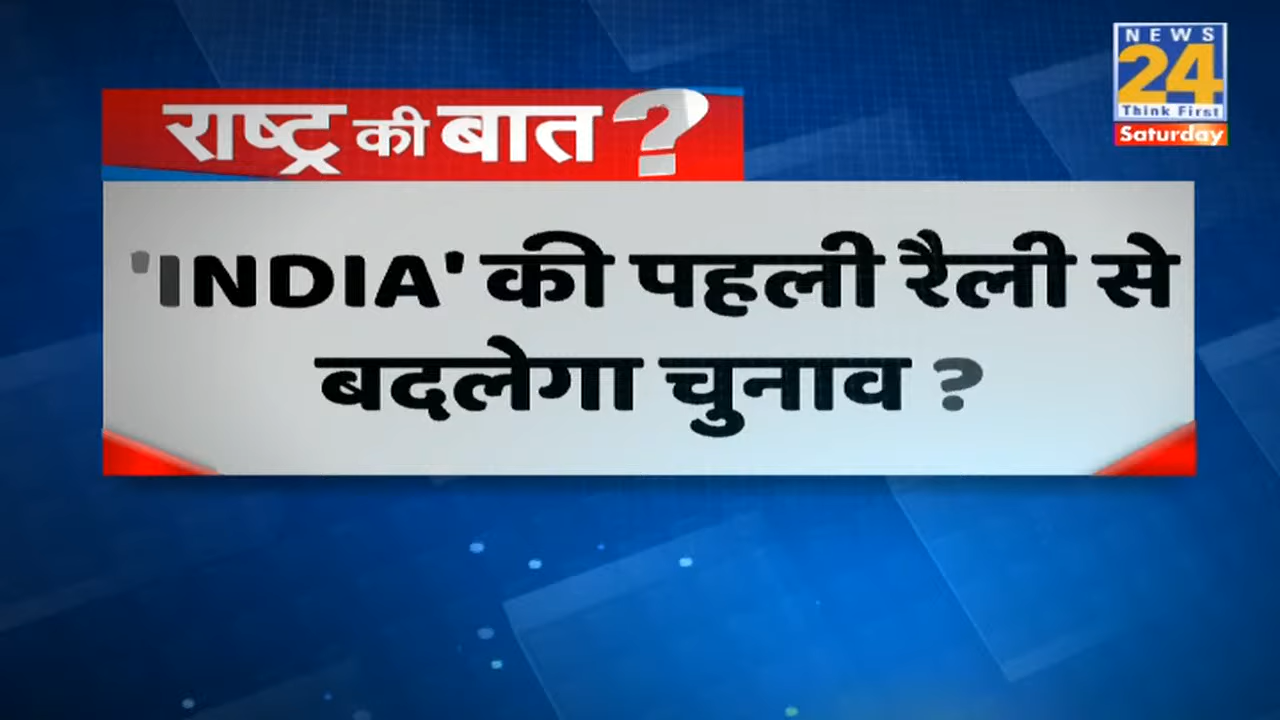 NEWS
24
Think First
Saturday
राष्ट्र की बात ?
'INDIA' की पहली रैली से
बदलेगा चुनाव ?